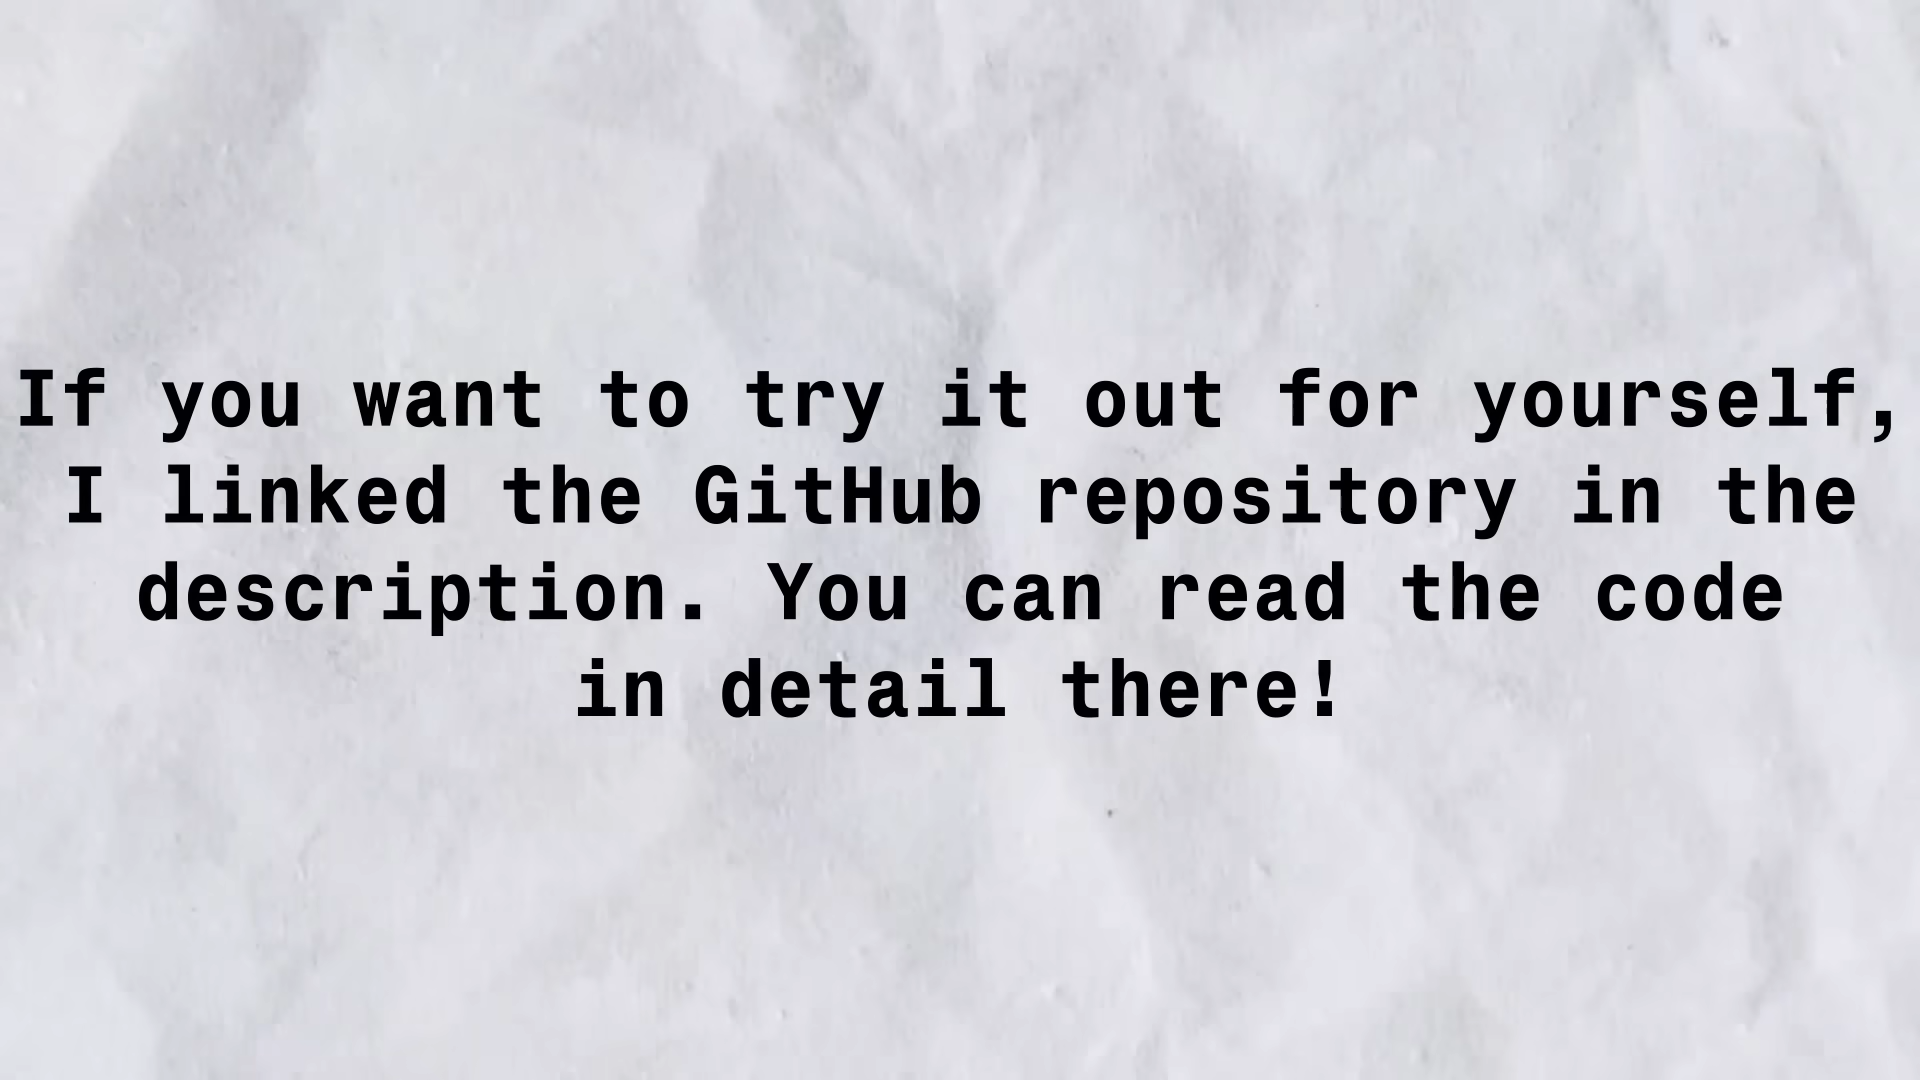 If you want to try it out for yourself,
I linked the GitHub repository in the
description. You can read the code
in detail there!